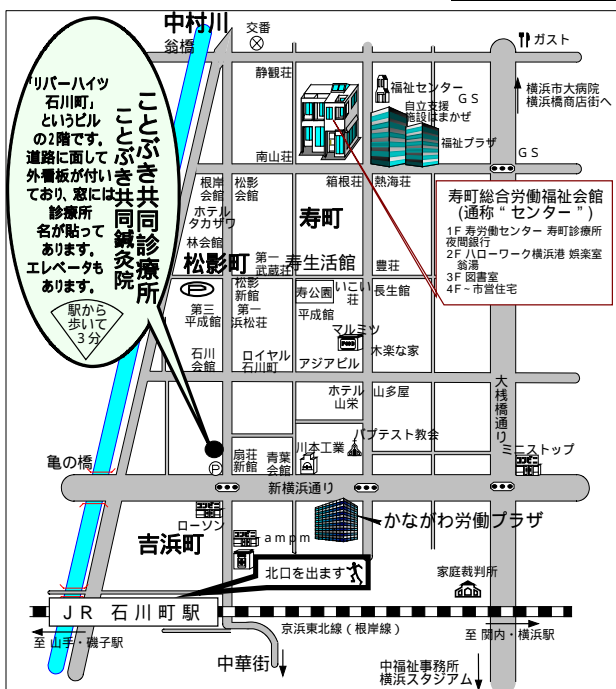 中村川
翁橋
交番
ガスト
横浜市大病院
横浜橋商店街へ
静観荘
福祉センター
GS
自立支援
施設はまかぜ
福祉プラザ
GS
南山荘
箱根荘
熱海荘
「リバーハイツ
石川町」
というビル
の2階です。
道路に面して
外看板が付い
ており、窓には
診療所
名が貼って
あります。
エレベータも
あります。
ことぶき共同診療所
ことぶき共同鍼灸院
駅から
歩いて
3分
根岸
会館
松影
会館
ホテル
タカザワ
寿町
林会館
松影町
第一
武蔵荘
寿生活館
豊荘
寿町総合労働福祉会館
(通称“センター”)
1F 寿労働センター 寿町診療所
夜間銀行
2F ハローワーク横浜港 娯楽室
翁湯
3F 図書室
4F~市営住宅
P
松影
新館
寿公園
いこい
荘
長生館
第三
平成館
第一
浜松荘
平成館
マルミツ
POST
木楽な家
石川
会館
ロイヤル
石川町
アジアビル
ホテル
山栄
山多屋
大桟橋通り
亀の橋
P
扇荘
新館
青葉
会館
川本工業
バプテスト教会
ミニストップ
新横浜通り
ローソン
かながわ労働プラザ
吉浜町
ampm
北口を出ます
家庭裁判所
JR 石川町駅
京浜東北線(根岸線)
至 山手・磯子駅
至 関内・横浜駅
中華街
中福祉事務所
横浜スタジアム